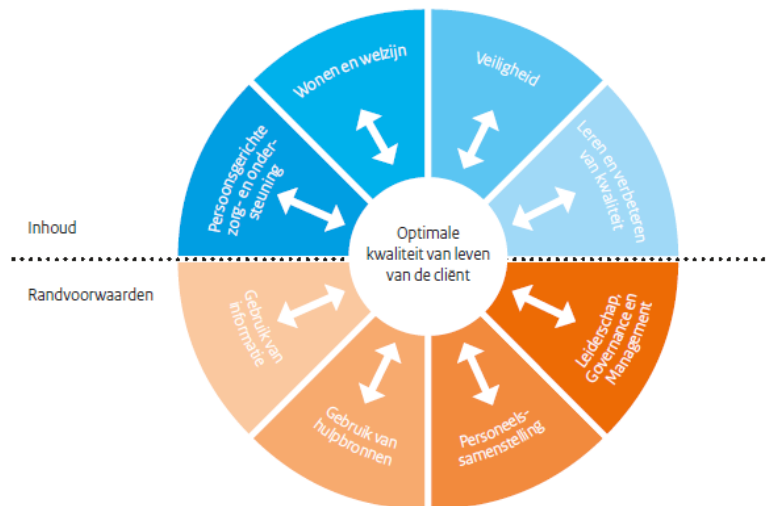 Wonen en welzijn
Veiligheid
Persoonsgerichte
zorg- en onder-
steuning
Leren en verbeteren
van kwaliteit
Inhoud
Optimale
kwaliteit van leven
van de cliënt
Randvoorwaarden
Gebruik van
informatie
Leiderschap,
Governance en
Management
Gebruik van
hulpbronnen
Personeels-
samenstelling